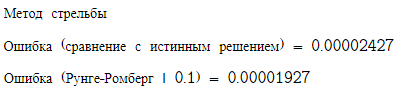 Метод стрельбы
Ошибка (сравнение с истинным решением) = 0.00002427
Ошибка (Рунге-Ромберг | 0.1) = 0.00001927